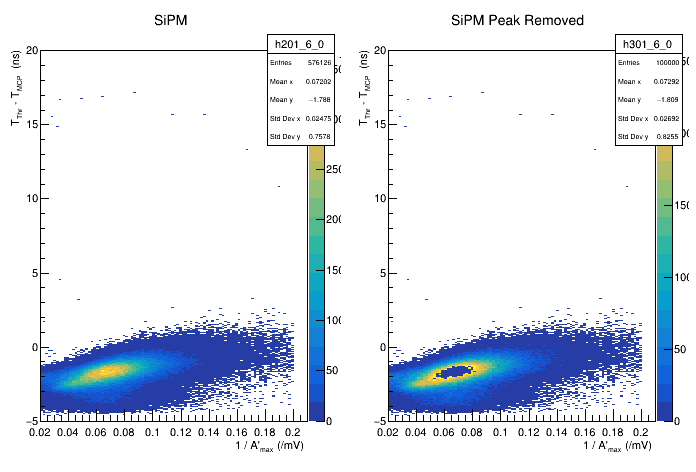 SiPM
h201_6_0
Entries 576126
Mean x 0.07202
Mean y −1.788
Std Dev x 0.02475
Std Dev y 0.7578
T_Thr - T_MCP (ns)
20
15
10
5
0
−5
0.02 0.04 0.06 0.08 0.1 0.12 0.14 0.16 0.18 0.2
1 / A'_max (/mV)
250
200
150
100
50
0
SiPM Peak Removed
h301_6_0
Entries 100000
Mean x 0.07292
Mean y −1.809
Std Dev x 0.02692
Std Dev y 0.8255
T_Thr - T_MCP (ns)
20
15
10
5
0
−5
0.02 0.04 0.06 0.08 0.1 0.12 0.14 0.16 0.18 0.2
1 / A'_max (/mV)
150
100
50
0